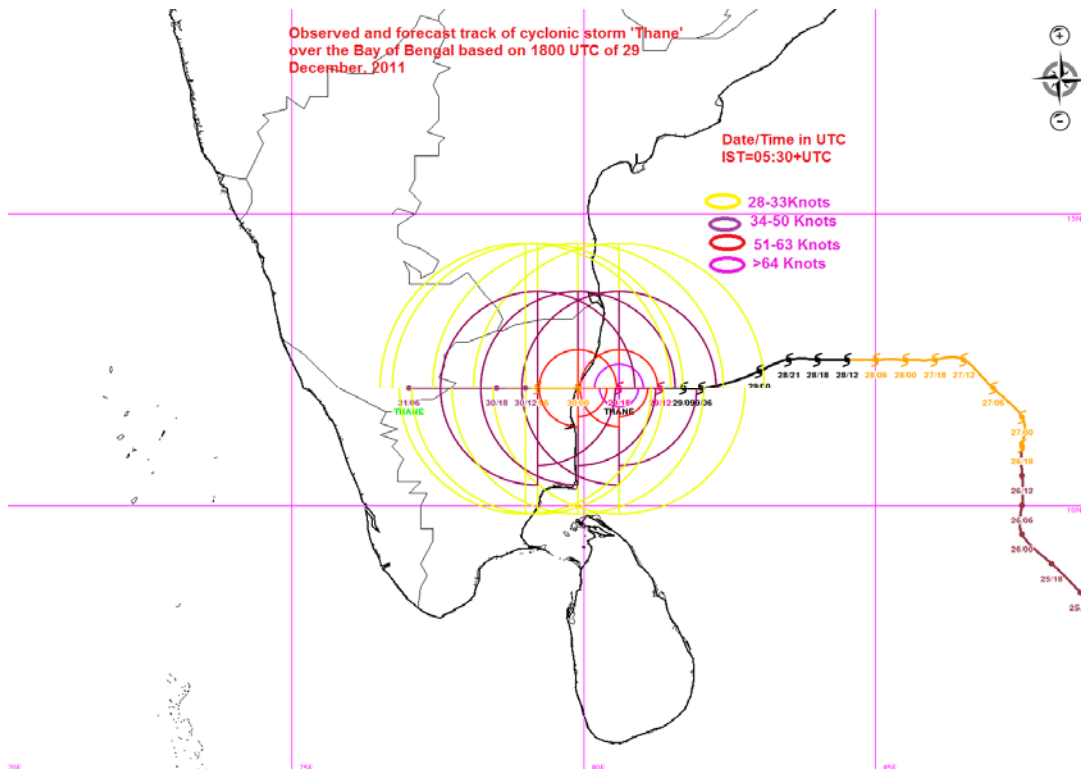 Observed and forecast track of cyclonic storm 'Thane'
over the Bay of Bengal based on 1800 UTC of 29
December, 2011
Date/Time in UTC
IST=05:30+UTC
28-33Knots
34-50 Knots
51-63 Knots
>64 Knots
15N
28/21 28/18 28/12 28/06 28/00 27/18 27/12
27/06
31/06 30/18 30/12 30/00 29/18 29/12 29/09
THANE THANE
27/00
26/18
26/12
10N
26/06
26/00
25/18
70E 75E 80E 85E